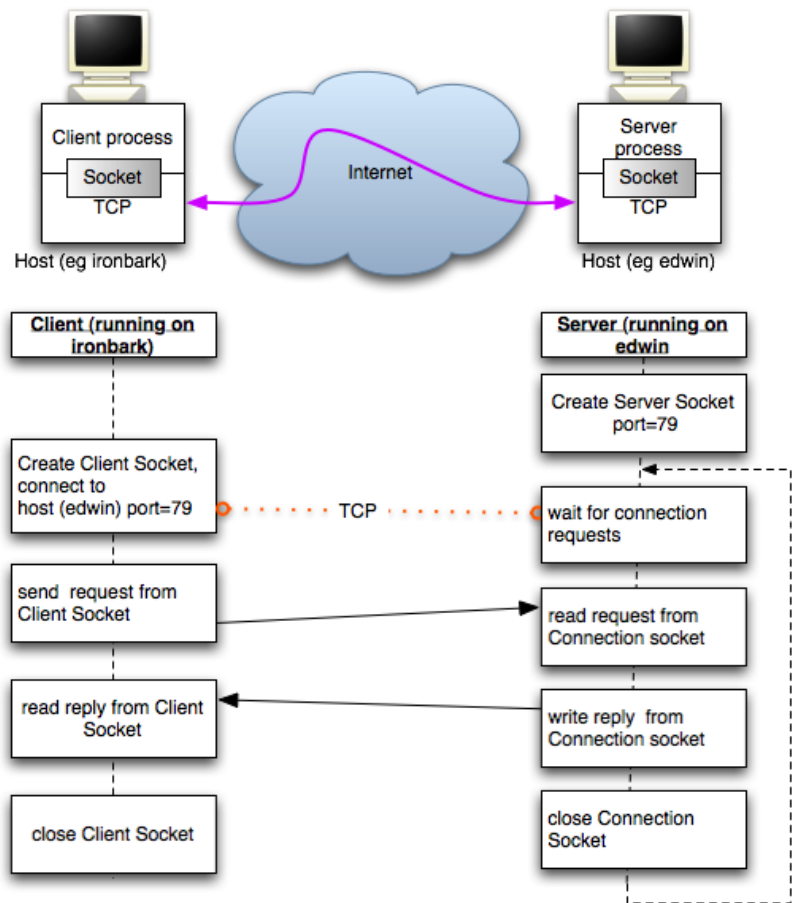 Client process
Socket
TCP
Host (eg ironbark)
Internet
Server
process
Socket
TCP
Host (eg edwin)
Client (running on
ironbark)
Server (running on
edwin
Create Server Socket
port=79
Create Client Socket,
connect to
host (edwin) port=79
TCP
wait for connection
requests
send request from
Client Socket
read request from
Connection socket
read reply from Client
Socket
write reply from
Connection socket
close Client Socket
close Connection
Socket